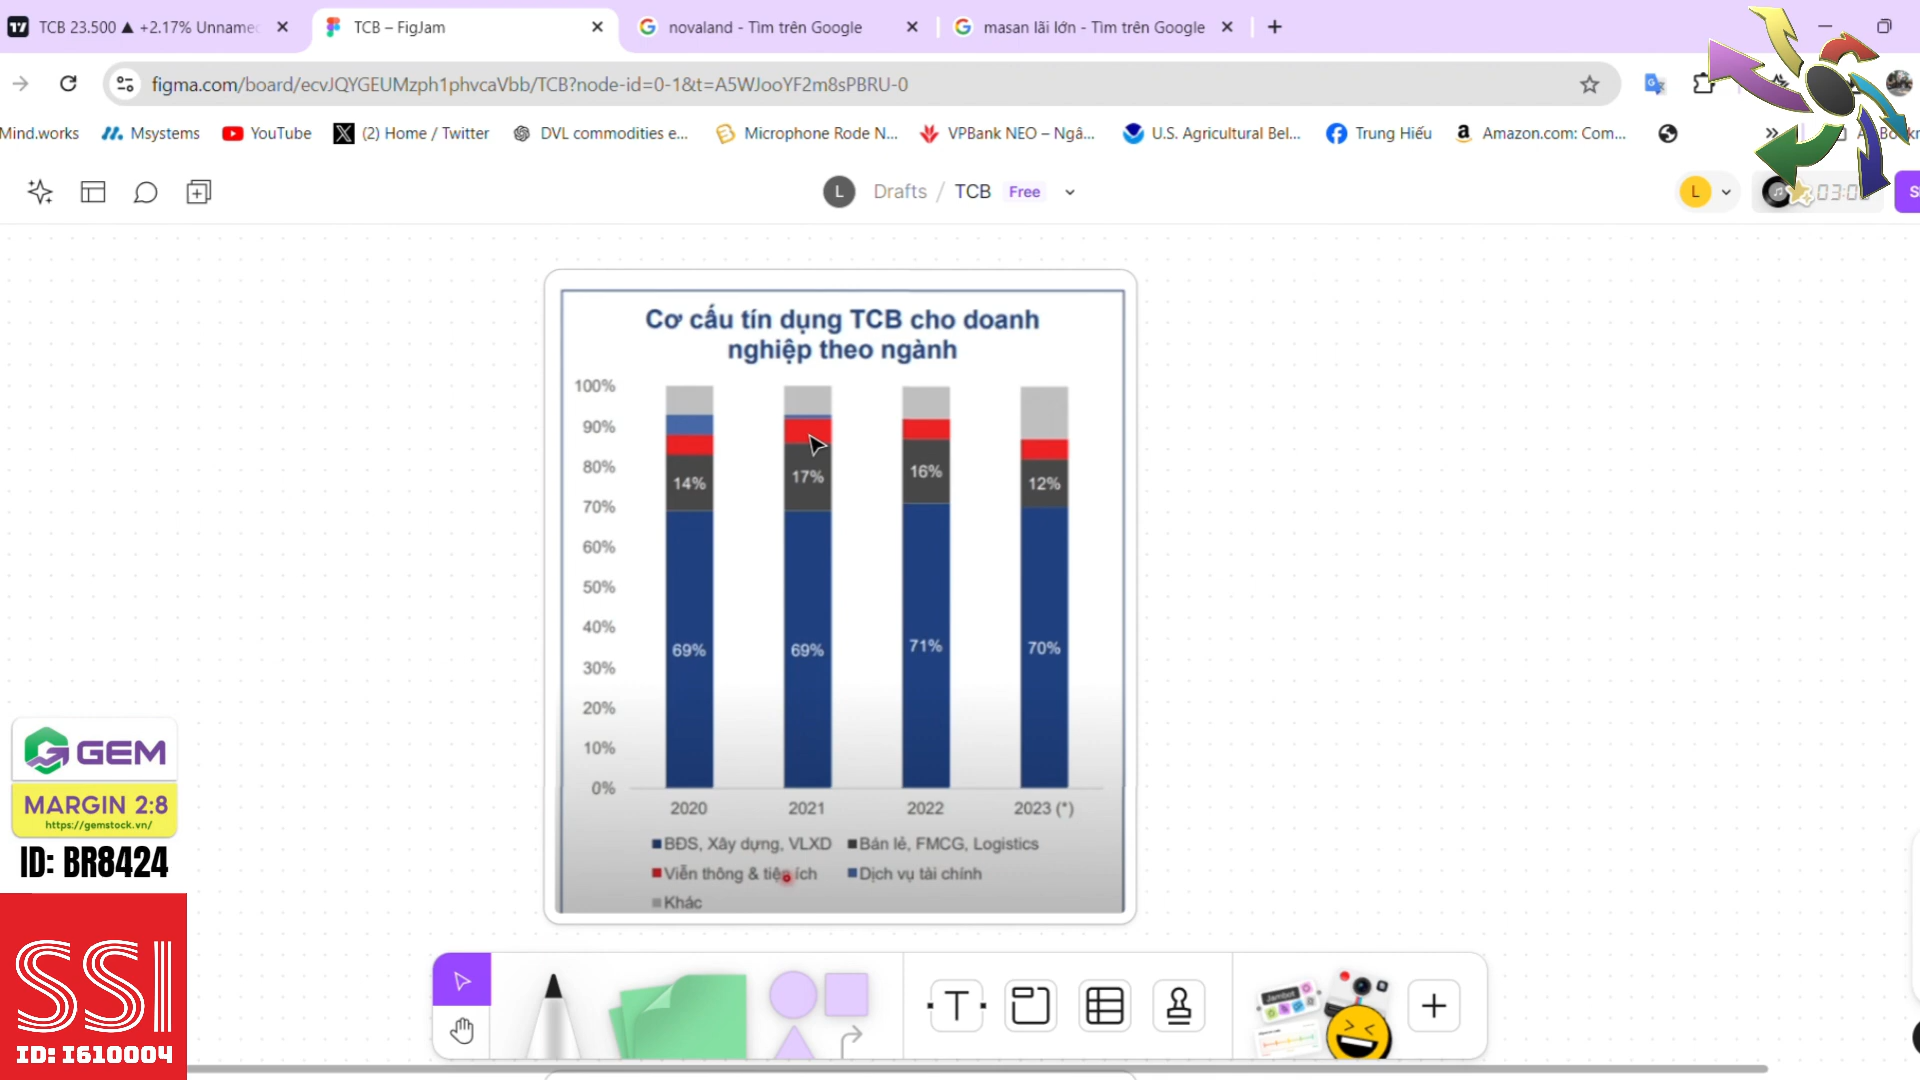 TCB 23.500 ▲ +2.17% Unname
TCB – FigJam
novaland - Tìm trên Google
masan lãi lớn - Tìm trên Google
figma.com/board/ecvJQYGEUMzph1phvcaVbb/TCB?node-id=0-1&t=A5WJooYF2m8sPBRU-0
Mind.works
Msystems
YouTube
(2) Home / Twitter
DVL commodities e...
Microphone Rode N...
VPBank NEO – Ngâ...
U.S. Agricultural Bel...
Trung Hiếu
Amazon.com: Com...
L
Drafts / TCB Free
L
Cơ cấu tín dụng TCB cho doanh
nghiệp theo ngành
100%
90%
80%
70%
60%
50%
40%
30%
20%
10%
0%
14% 17% 16% 12%
69% 69% 71% 70%
2020 2021 2022 2023 (*)
BĐS, Xây dựng, VLXD Bán lẻ, FMCG, Logistics
Viễn thông & tiện ích Dịch vụ tài chính
Khác
GEM
MARGIN 2:8
https://gemstock.vn/
ID: BR8424
SSI
ID: I610004
T
Jambot